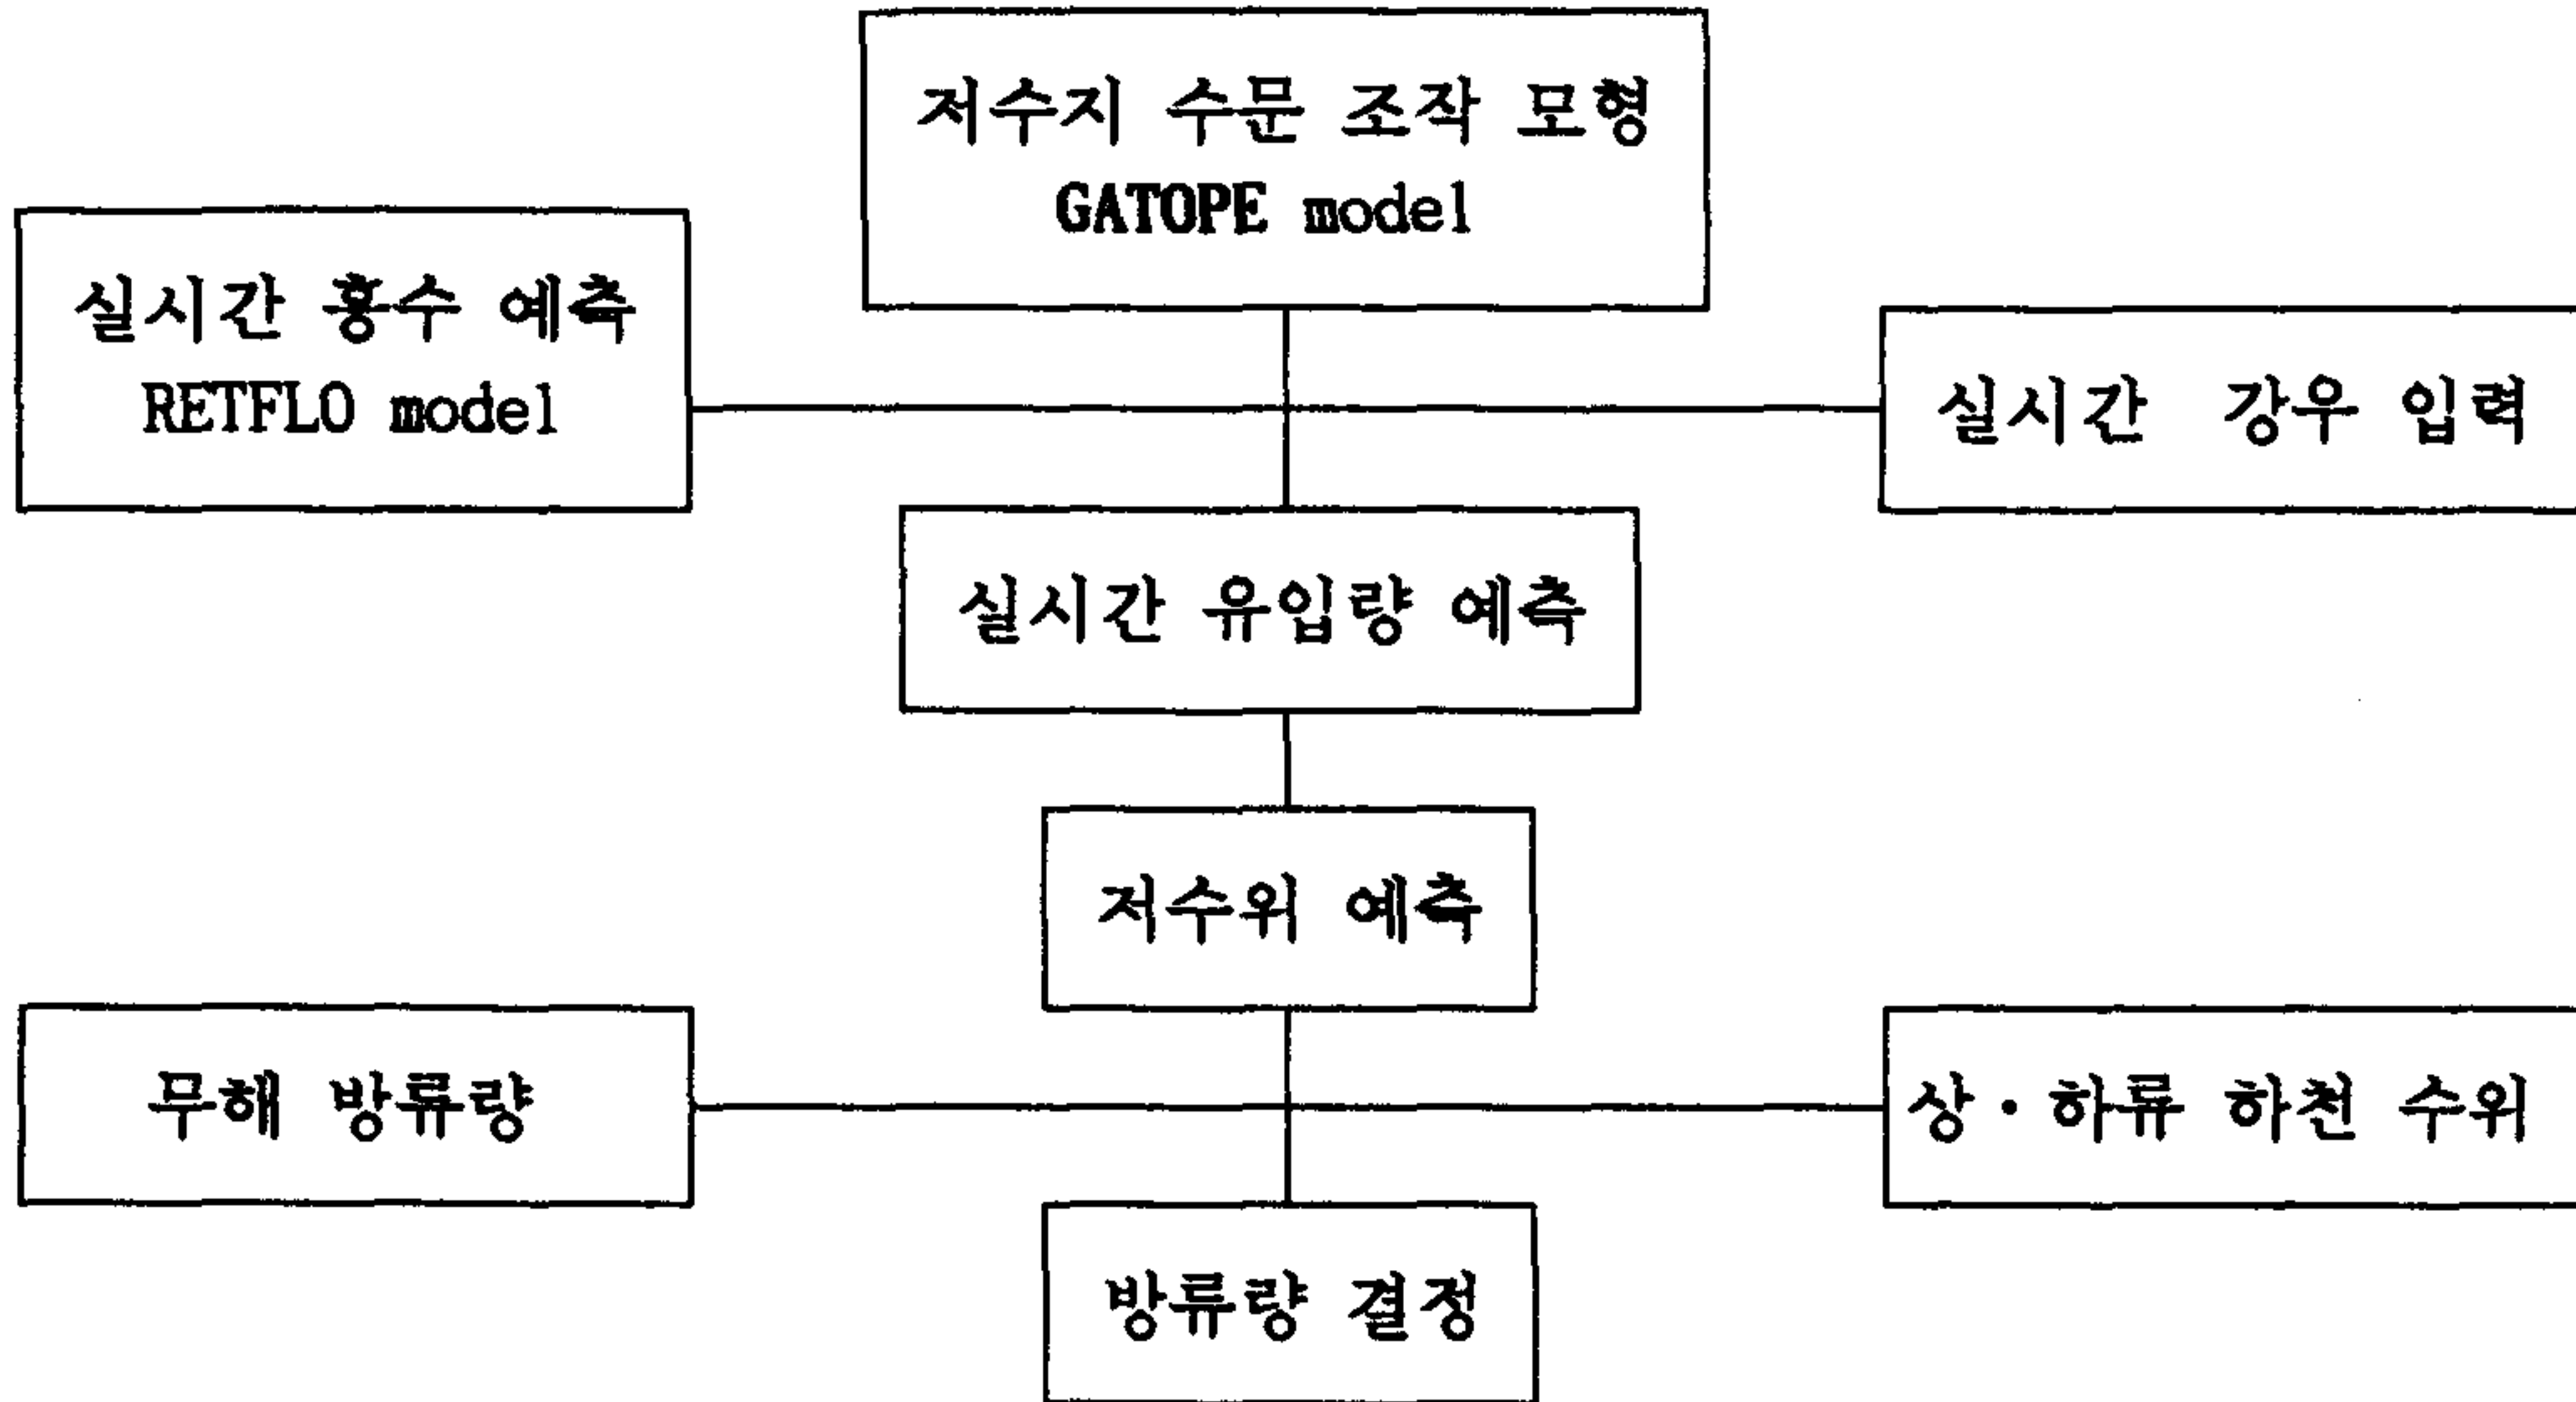 저수지 수문 조작 모형
GATOPE model
실시간 홍수 예측
RETFLO model
실시간 강우 입력
실시간 유입량 예측
저수위 예측
무해 방류량
상·하류 하천 수위
방류량 결정